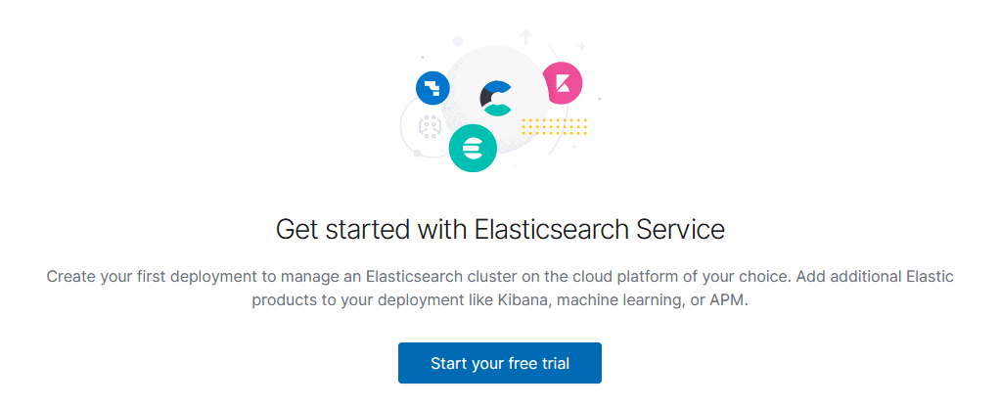 Get started with Elasticsearch Service
Create your first deployment to manage an Elasticsearch cluster on the cloud platform of your choice. Add additional Elastic
products to your deployment like Kibana, machine learning, or APM.
Start your free trial